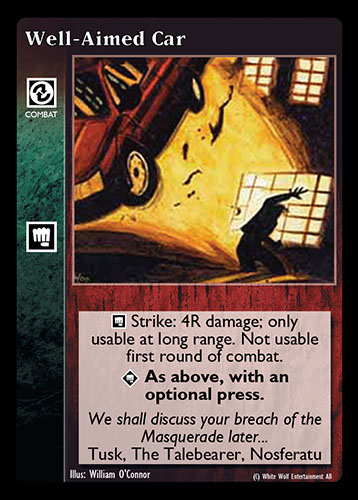 Well-Aimed Car
COMBAT
Strike: 4R damage; only
usable at long range. Not usable
first round of combat.
As above, with an
optional press.
We shall discuss your breach of the
Masquerade later...
Tusk, The Talebearer, Nosferatu
Illus: William O'Connor
(C) White Wolf Entertainment AB